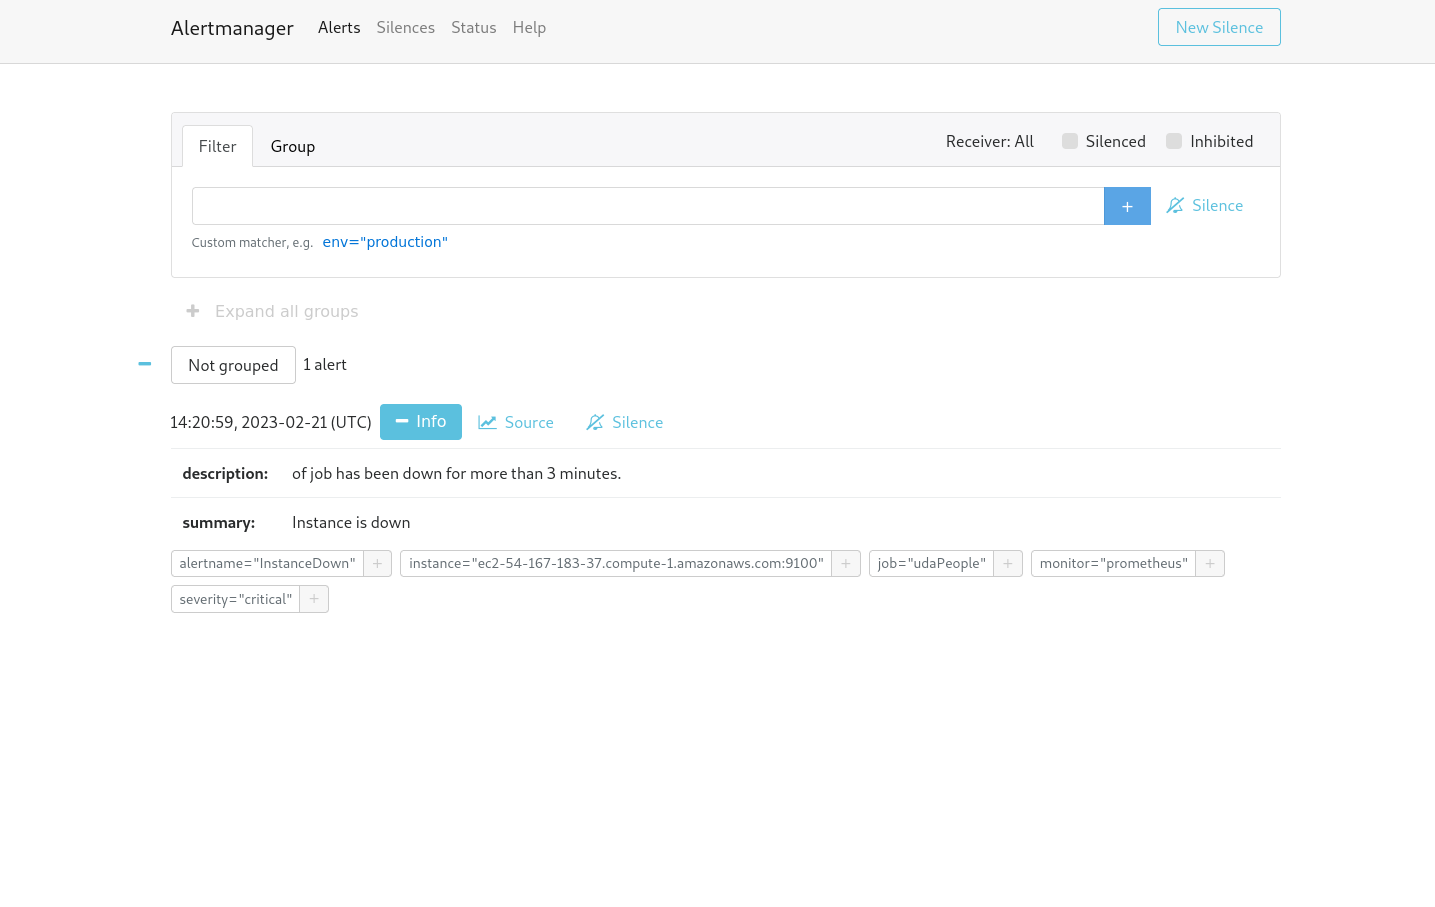 Alertmanager Alerts Silences Status Help New Silence
Filter Group Receiver: All Silenced Inhibited
+ Silence
Custom matcher, e.g. env="production"
+ Expand all groups
− Not grouped 1 alert
14:20:59, 2023-02-21 (UTC) − Info Source Silence
description: of job has been down for more than 3 minutes.
summary: Instance is down
alertname="InstanceDown" + instance="ec2-54-167-183-37.compute-1.amazonaws.com:9100" + job="udaPeople" + monitor="prometheus" +
severity="critical" +